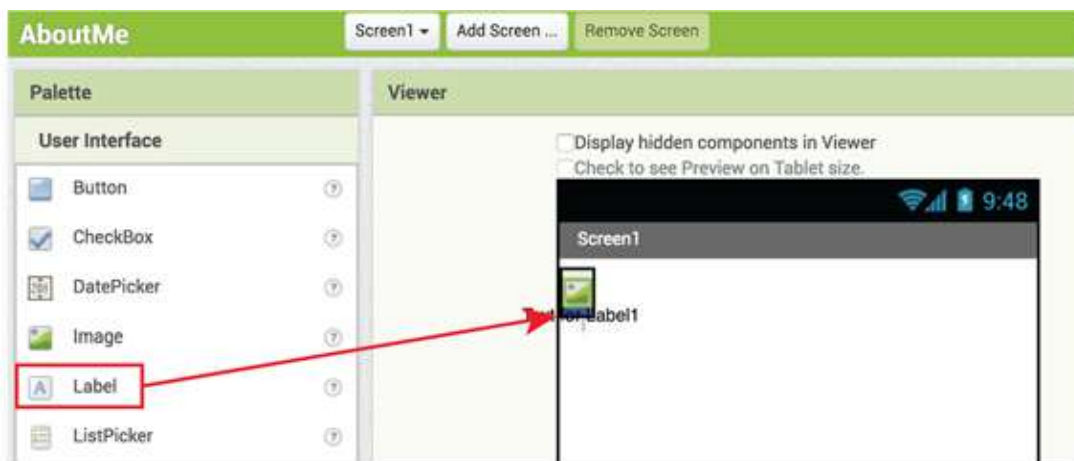 AboutMe
Screen1
Add Screen ...
Remove Screen
Palette
Viewer
User Interface
Display hidden components in Viewer
Check to see Preview on Tablet size.
Button
9:48
CheckBox
Screen1
DatePicker
Image
Label1
Label
ListPicker